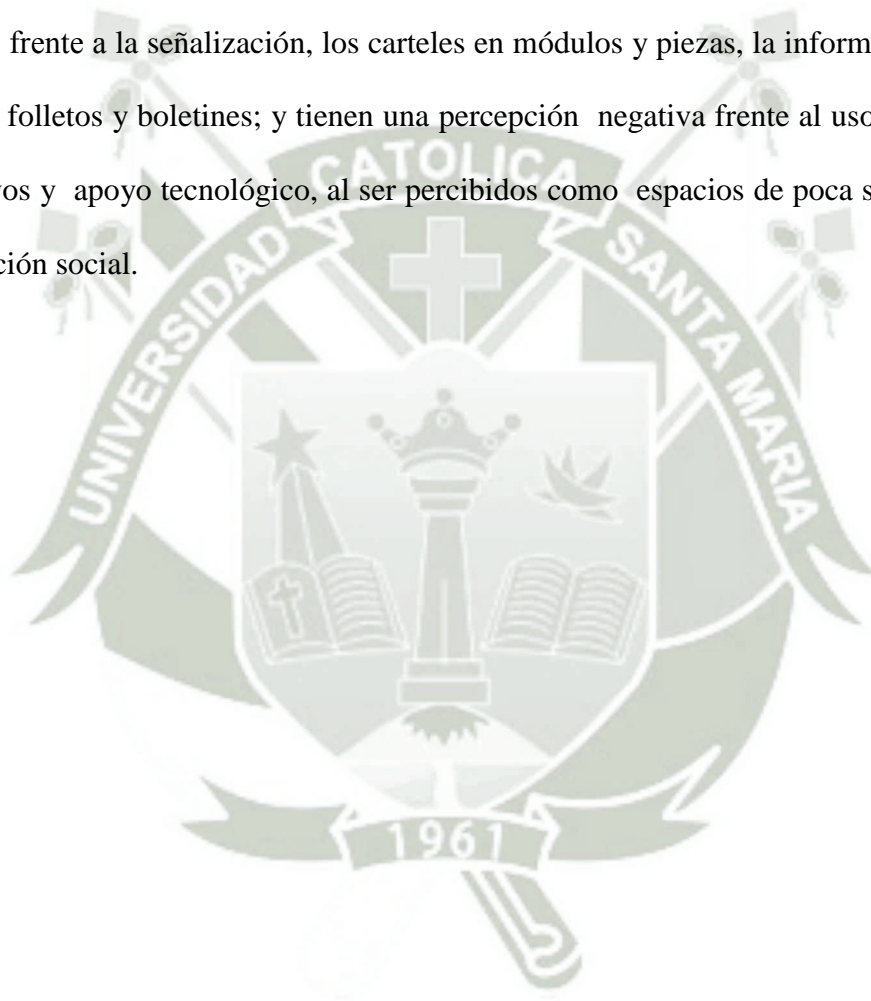 frente a la señalización, los carteles en módulos y piezas, la inform
folletos y boletines; y tienen una percepción negativa frente al uso
vos y apoyo tecnológico, al ser percibidos como espacios de poca s
ción social.
UNIVERSIDAD CATOLICA SANTA MARIA
1961